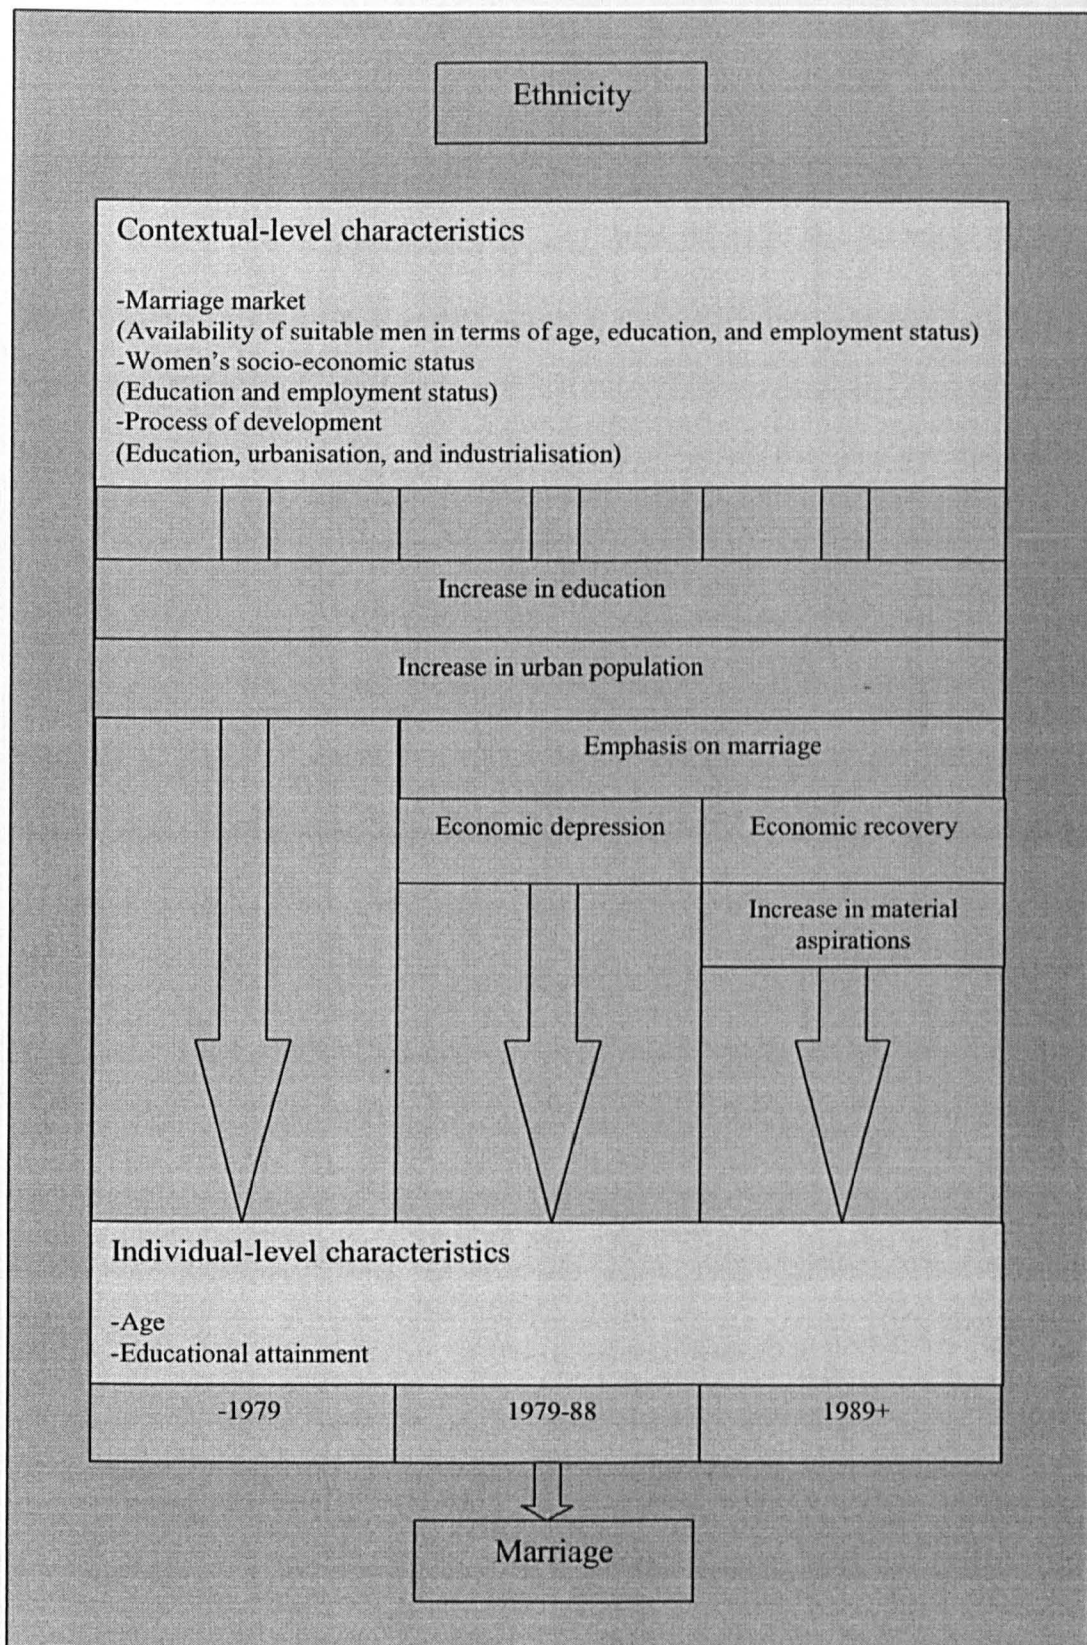 Ethnicity
Contextual-level characteristics
-Marriage market
(Availability of suitable men in terms of age, education, and employment status)
-Women's socio-economic status
(Education and employment status)
-Process of development
(Education, urbanisation, and industrialisation)
Increase in education
Increase in urban population
Emphasis on marriage
Economic depression
Economic recovery
Increase in material
aspirations
Individual-level characteristics
-Age
-Educational attainment
-1979
1979-88
1989+
Marriage